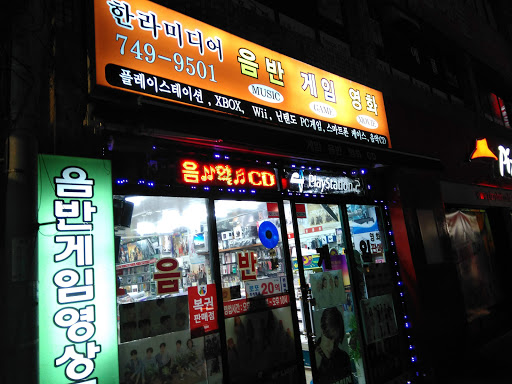 한라미디어
749-9501
음반 게임 영화
MUSIC GAME MOVIE
플레이스테이션, XBOX, Wii, 닌텐도 PC게임, 스마트폰 케이스, 음악CD
음♫악♬CD
PlayStation 2
음반게임영상
음 반
복권
판매점